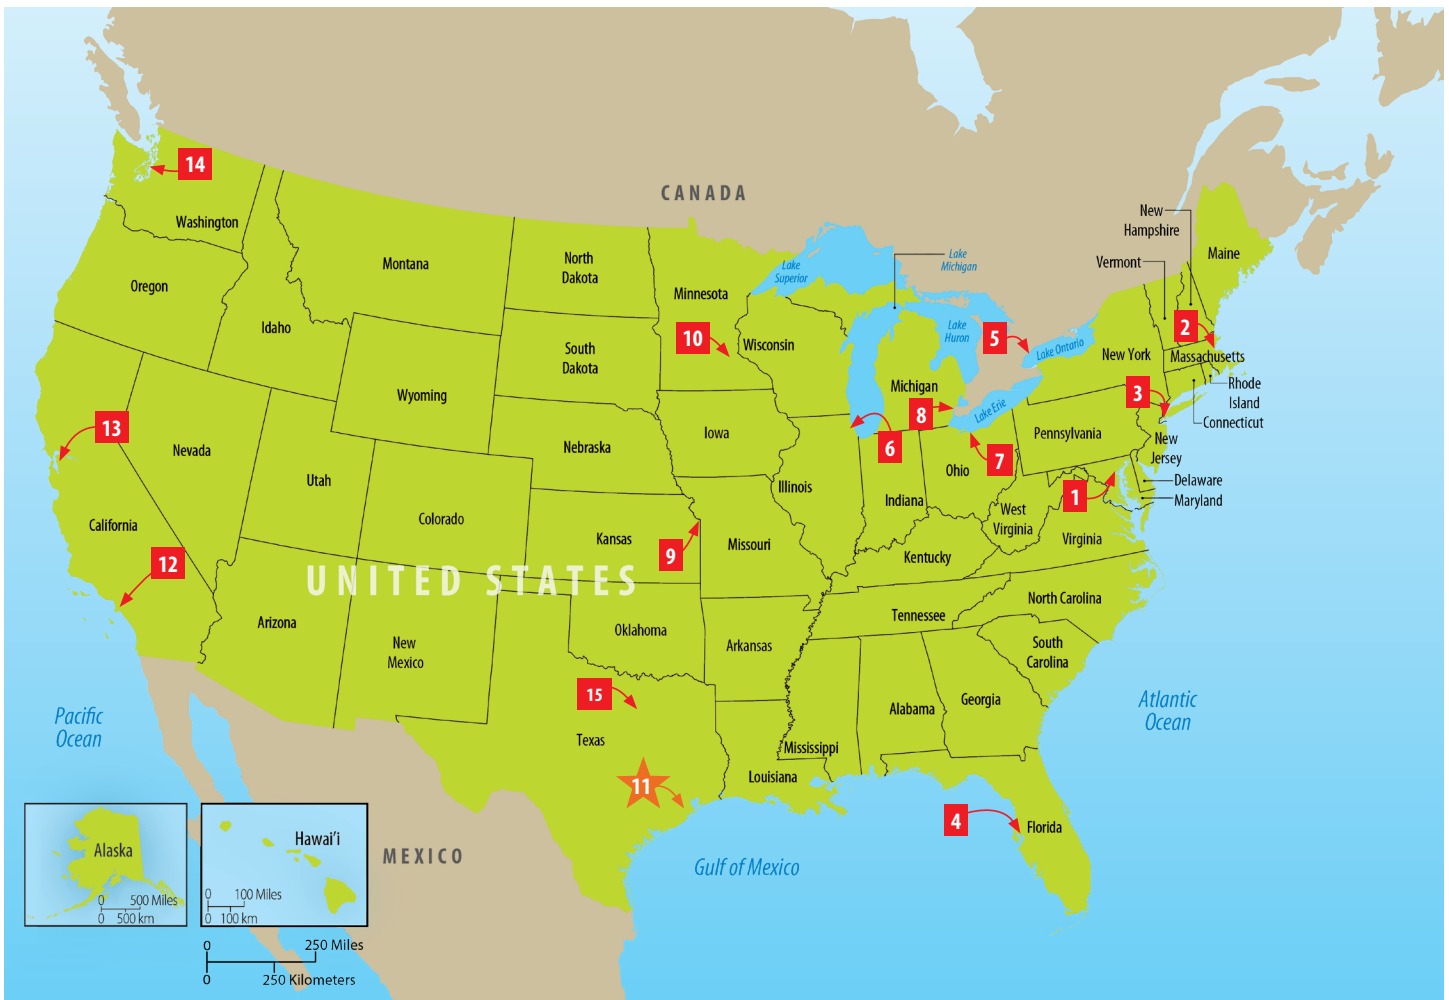 14
CANADA
New
Hampshire
Washington
Maine
Vermont
Lake
Michigan
Montana
North
Dakota
Lake
Superior
Oregon
Minnesota
Idaho
10
Wisconsin
Lake
Huron
5
Lake Ontario
2
New York
Massachusetts
South
Dakota
Wyoming
Michigan
8
Lake Erie
3
Rhode
Island
Connecticut
13
Nevada
Nebraska
Iowa
6
Pennsylvania
New
Jersey
Ohio
7
Utah
Illinois
Indiana
1
Delaware
Maryland
California
Colorado
Kansas
9
Missouri
West
Virginia
Virginia
12
Kentucky
UNITED STATES
North Carolina
Arizona
New
Mexico
Oklahoma
Arkansas
Tennessee
South
Carolina
15
Texas
Alabama
Georgia
Atlantic
Ocean
Pacific
Ocean
Mississippi
Louisiana
11
4
Florida
Gulf of Mexico
MEXICO
Alaska
0 500 Miles
0 500 km
Hawai'i
0 100 Miles
0 100 km
0 250 Miles
0 250 Kilometers